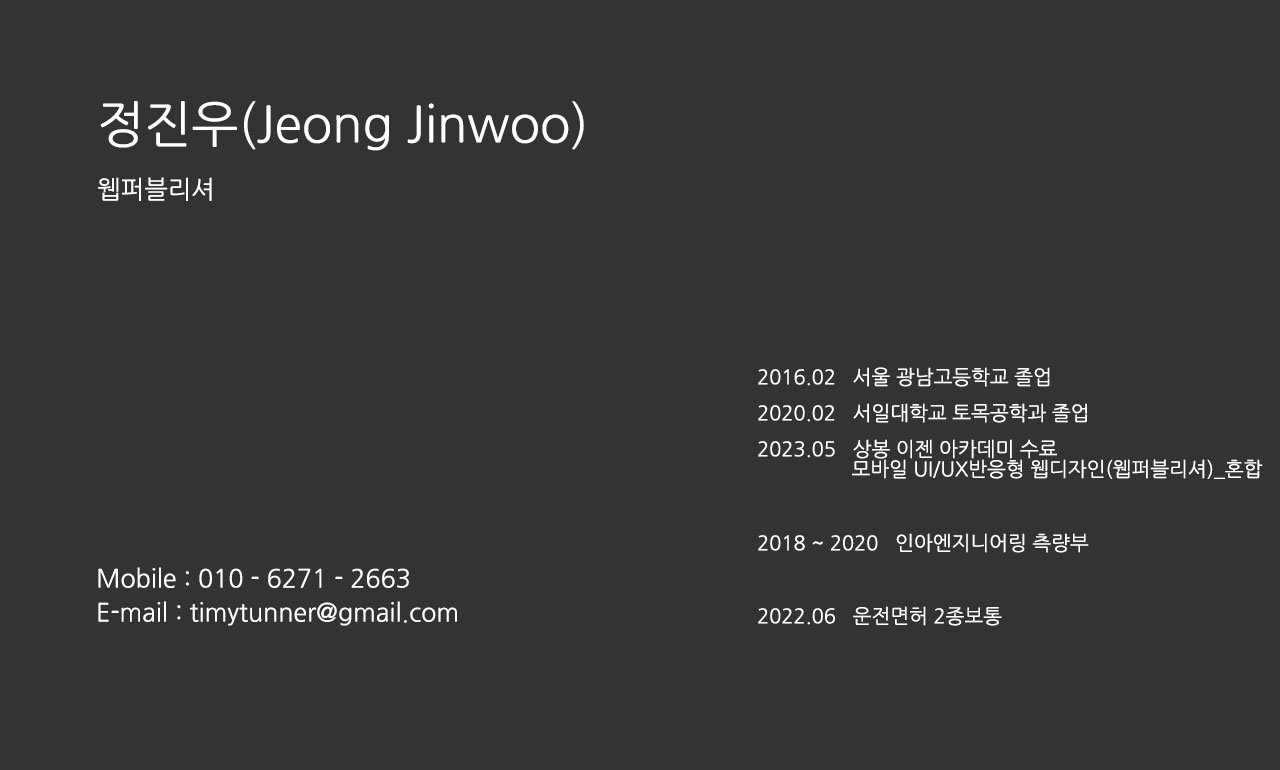 정진우(Jeong Jinwoo)
웹퍼블리셔
2016.02 서울 광남고등학교 졸업
2020.02 서일대학교 토목공학과 졸업
2023.05 상봉 이젠 아카데미 수료
모바일 UI/UX반응형 웹디자인(웹퍼블리셔)_혼합
2018 ~ 2020 인아엔지니어링 측량부
2022.06 운전면허 2종보통
Mobile : 010 - 6271 - 2663
E-mail : timytunner@gmail.com